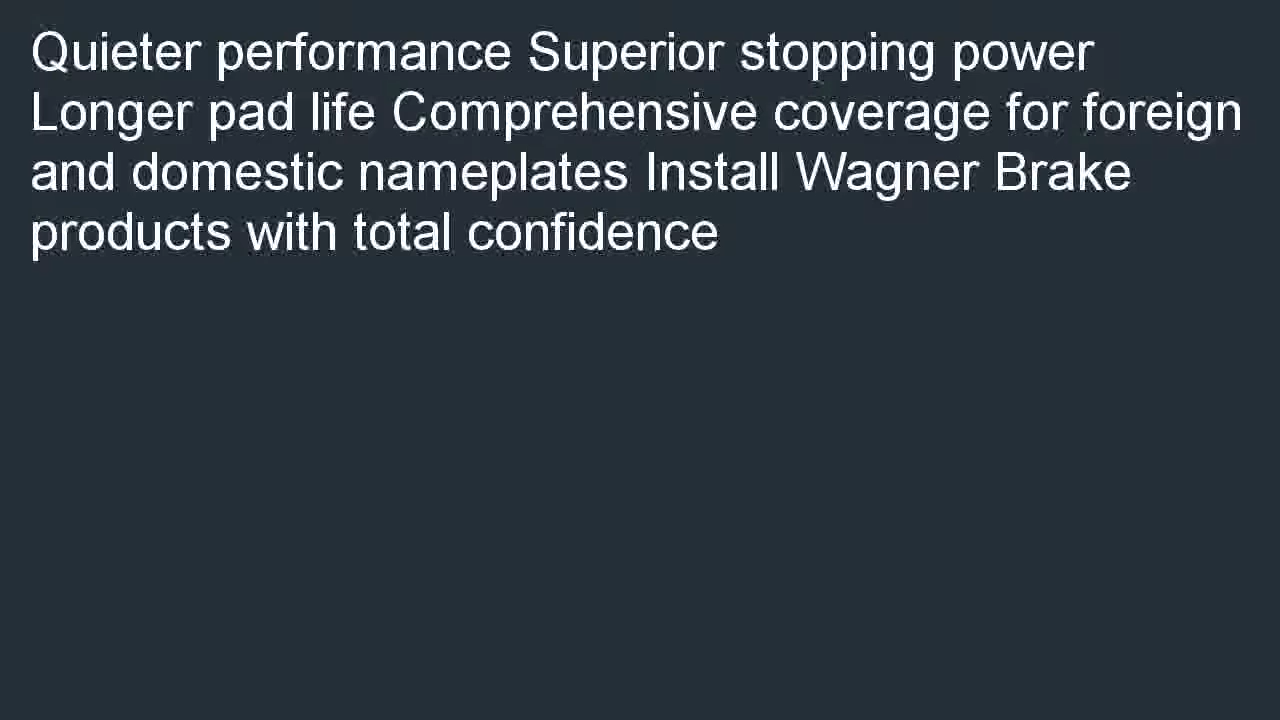 Quieter performance Superior stopping power
Longer pad life Comprehensive coverage for foreign
and domestic nameplates Install Wagner Brake
products with total confidence